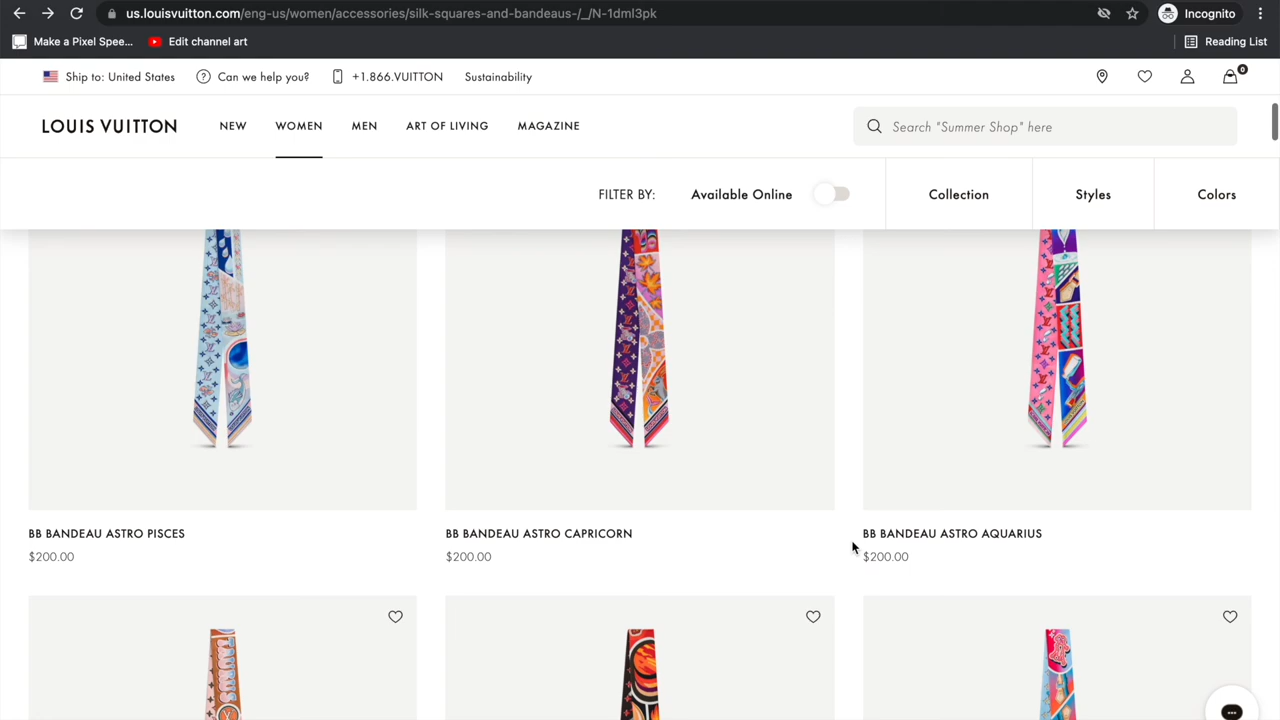 us.louisvuitton.com/eng-us/women/accessories/silk-squares-and-bandeaus-/_/N-1dml3pk
Incognito
Make a Pixel Spee...
Edit channel art
Reading List
Ship to: United States
Can we help you?
+1.866.VUITTON
Sustainability
0
LOUIS VUITTON
NEW
WOMEN
MEN
ART OF LIVING
MAGAZINE
Search "Summer Shop" here
FILTER BY:
Available Online
Collection
Styles
Colors
BB BANDEAU ASTRO PISCES
$200.00
BB BANDEAU ASTRO CAPRICORN
$200.00
BB BANDEAU ASTRO AQUARIUS
$200.00
TAURUS